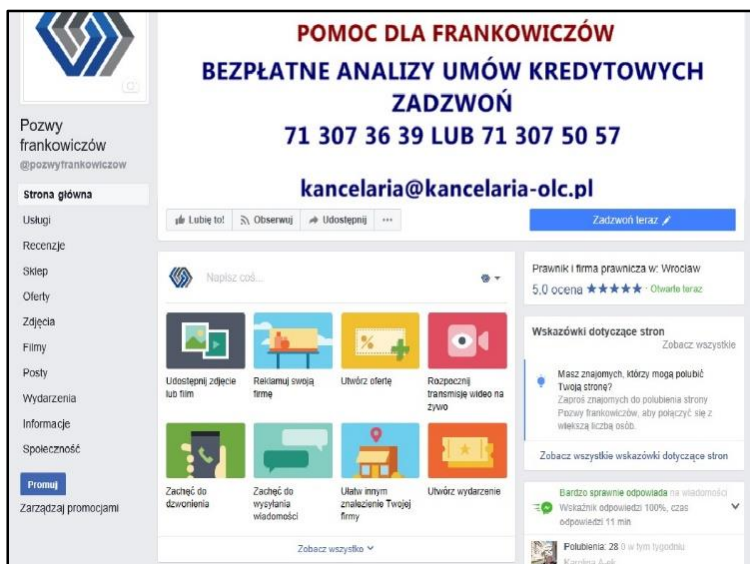 POMOC DLA FRANKOWICZÓW
BEZPŁATNE ANALIZY UMÓW KREDYTOWYCH
ZADZWOŃ
71 307 36 39 LUB 71 307 50 57
kancelaria@kancelaria-olc.pl
Pozwy
frankowiczów
@pozwyfrankowiczow
Strona główna
Usługi
Recenzje
Sklep
Oferty
Zdjęcia
Filmy
Posty
Wydarzenia
Informacje
Społeczność
Promuj
Zarządzaj promocjami
Lubię to!
Obserwuj
Udostępnij
Zadzwoń teraz
Napisz coś...
Udostępnij zdjęcie
lub film
Reklamuj swoją
firmę
Utwórz ofertę
Rozpocznij
transmisję wideo na
żywo
Zachęć do
dzwonienia
Zachęć do
wysyłania
wiadomości
Ułatw innym
znalezienie Twojej
firmy
Utwórz wydarzenie
Zobacz wszystko
Prawnik i firma prawnicza w: Wrocław
5,0 ocena ★★★★★ · Otwarte teraz
Wskazówki dotyczące stron
Zobacz wszystkie
Masz znajomych, którzy mogą polubić
Twoją stronę?
Zaproś znajomych do polubienia strony
Pozwy frankowiczów, aby połączyć się z
większą liczbą osób.
Zobacz wszystkie wskazówki dotyczące stron
Bardzo sprawnie odpowiada na wiadomości
Wskaźnik odpowiedzi 100%, czas
odpowiedzi 11 min
Polubienia: 28 0 w tym tygodniu
Karolina